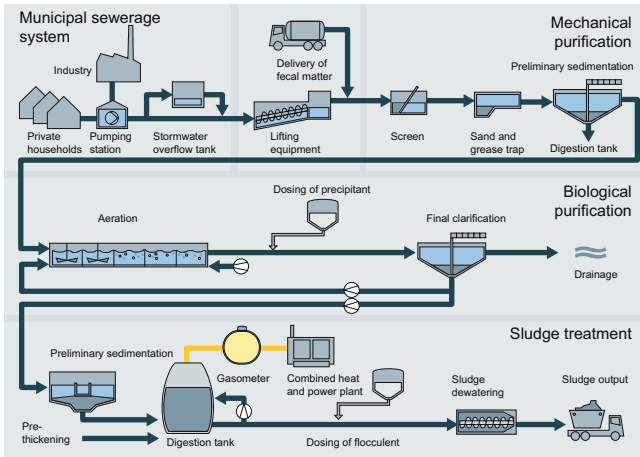 Municipal sewerage
system
Industry
Private
households
Pumping
station
Stormwater
overflow tank
Delivery of
fecal matter
Lifting
equipment
Mechanical
purification
Preliminary sedimentation
Screen
Sand and
grease trap
Digestion tank
Biological
purification
Aeration
Dosing of precipitant
Final clarification
Drainage
Sludge treatment
Preliminary sedimentation
Pre-
thickening
Digestion tank
Gasometer
Combined heat
and power plant
Dosing of flocculent
Sludge
dewatering
Sludge output